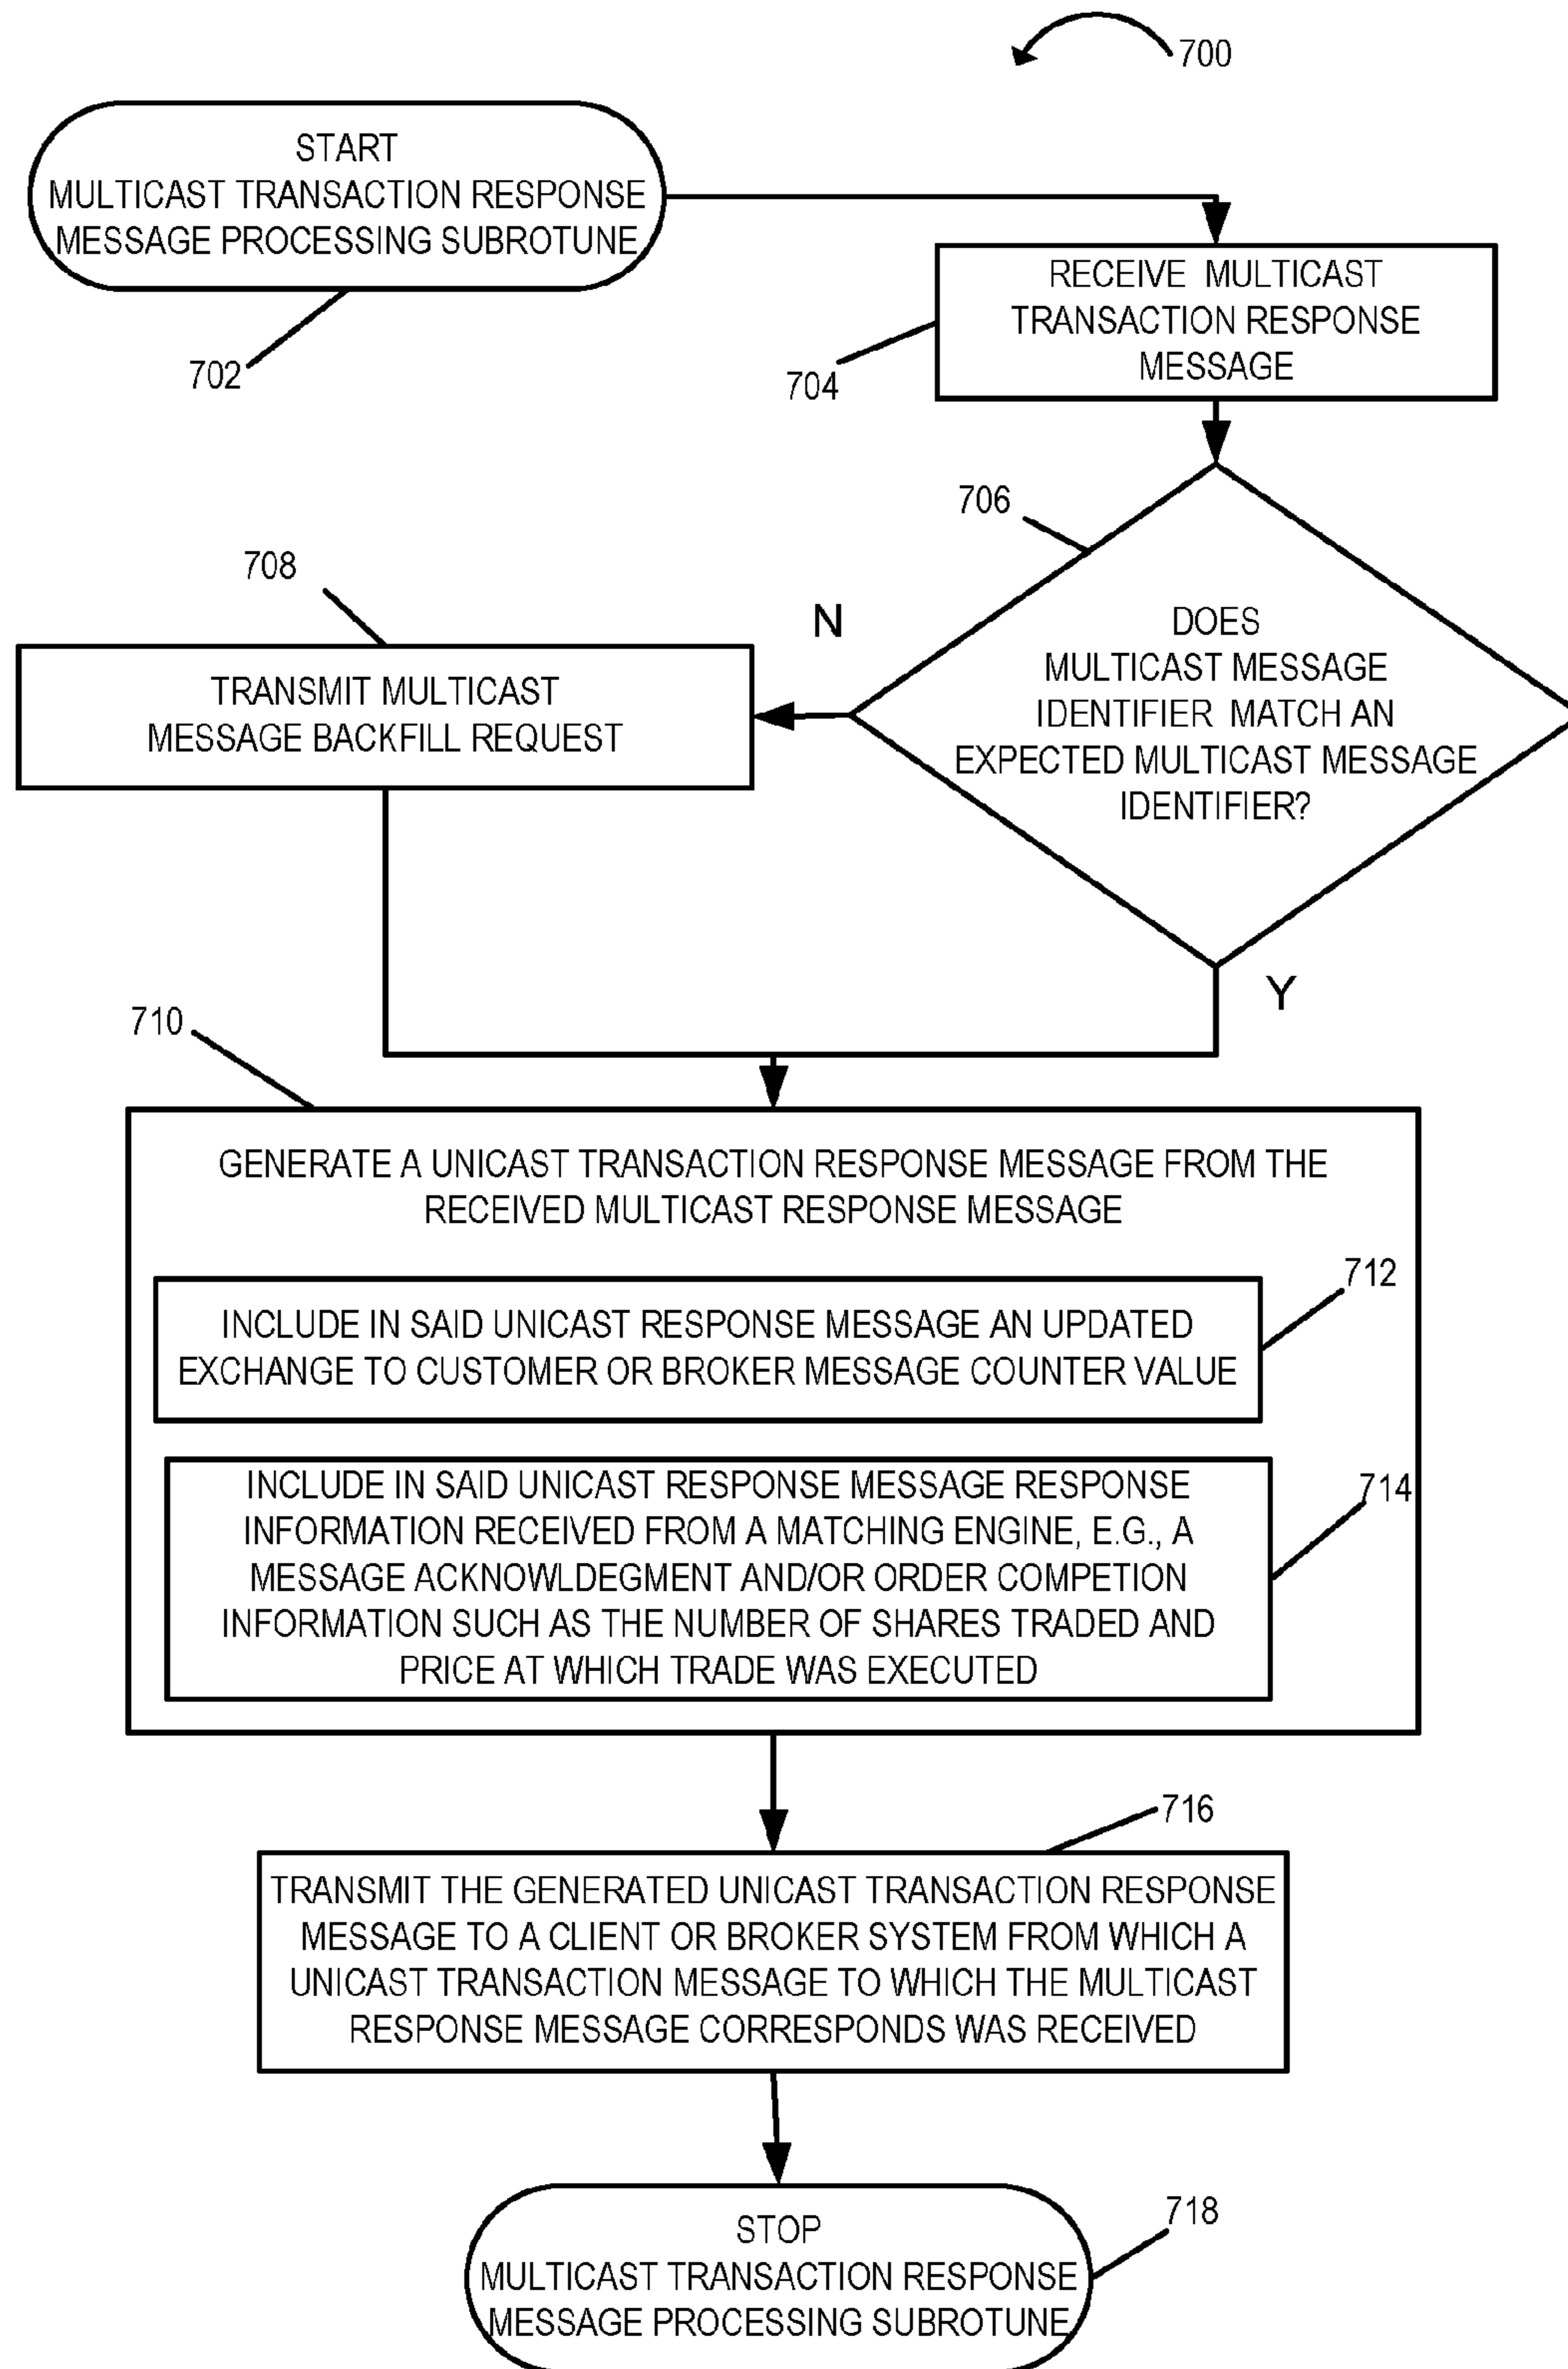 700
START
MULTICAST TRANSACTION RESPONSE
MESSAGE PROCESSING SUBROTUNE
702
RECEIVE MULTICAST
TRANSACTION RESPONSE
MESSAGE
704
706
DOES
MULTICAST MESSAGE
IDENTIFIER MATCH AN
EXPECTED MULTICAST MESSAGE
IDENTIFIER?
N
708
TRANSMIT MULTICAST
MESSAGE BACKFILL REQUEST
Y
710
GENERATE A UNICAST TRANSACTION RESPONSE MESSAGE FROM THE
RECEIVED MULTICAST RESPONSE MESSAGE
712
INCLUDE IN SAID UNICAST RESPONSE MESSAGE AN UPDATED
EXCHANGE TO CUSTOMER OR BROKER MESSAGE COUNTER VALUE
714
INCLUDE IN SAID UNICAST RESPONSE MESSAGE RESPONSE
INFORMATION RECEIVED FROM A MATCHING ENGINE, E.G., A
MESSAGE ACKNOWLDEGMENT AND/OR ORDER COMPETION
INFORMATION SUCH AS THE NUMBER OF SHARES TRADED AND
PRICE AT WHICH TRADE WAS EXECUTED
716
TRANSMIT THE GENERATED UNICAST TRANSACTION RESPONSE
MESSAGE TO A CLIENT OR BROKER SYSTEM FROM WHICH A
UNICAST TRANSACTION MESSAGE TO WHICH THE MULTICAST
RESPONSE MESSAGE CORRESPONDS WAS RECEIVED
718
STOP
MULTICAST TRANSACTION RESPONSE
MESSAGE PROCESSING SUBROTUNE